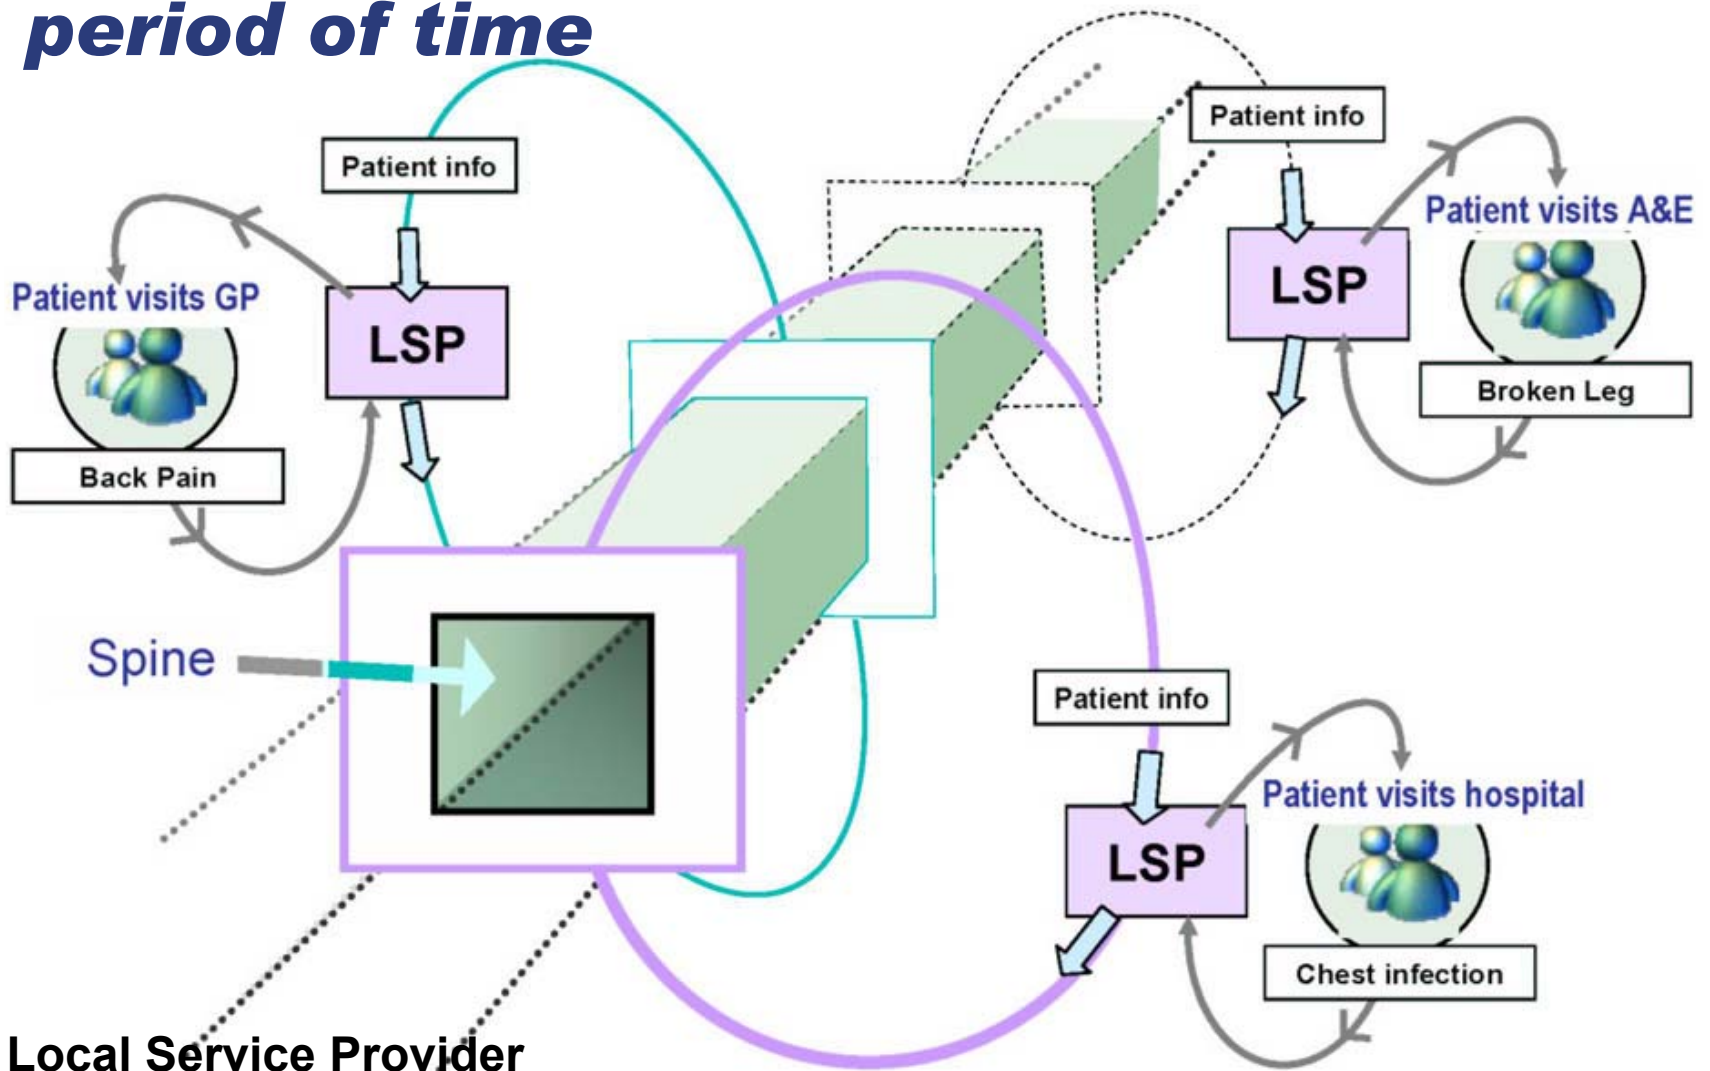 period of time
Patient info
Patient info
Patient visits A&E
LSP
Patient visits GP
LSP
Broken Leg
Back Pain
Spine
Patient info
Patient visits hospital
LSP
Chest infection
Local Service Provider